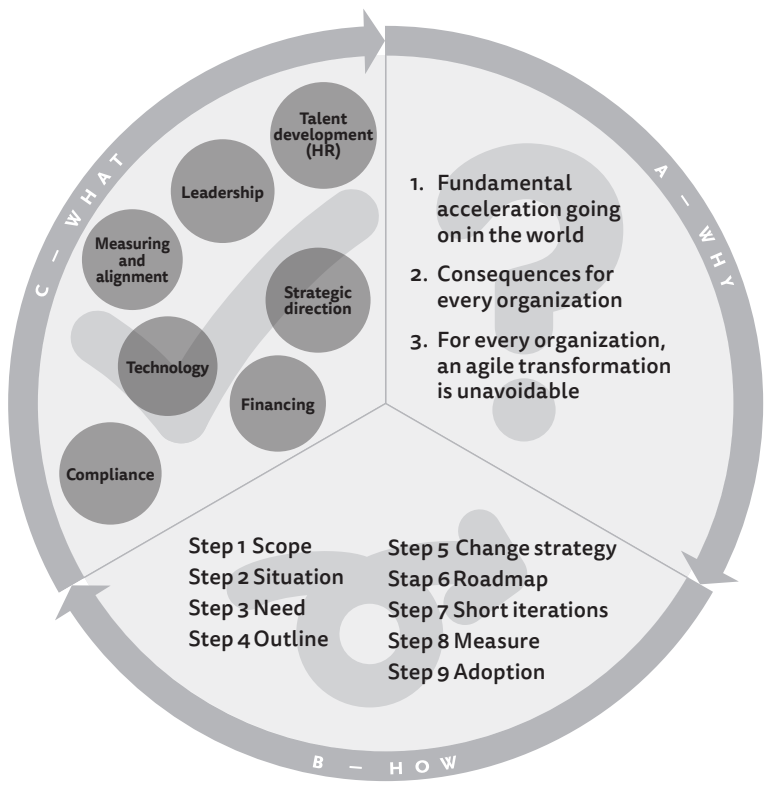 A – WHY
1. Fundamental
acceleration going
on in the world
2. Consequences for
every organization
3. For every organization,
an agile transformation
is unavoidable
B – HOW
Step 1 Scope
Step 2 Situation
Step 3 Need
Step 4 Outline
Step 5 Change strategy
Stap 6 Roadmap
Step 7 Short iterations
Step 8 Measure
Step 9 Adoption
C – WHAT
Talent
development
(HR)
Leadership
Measuring
and
alignment
Strategic
direction
Technology
Financing
Compliance